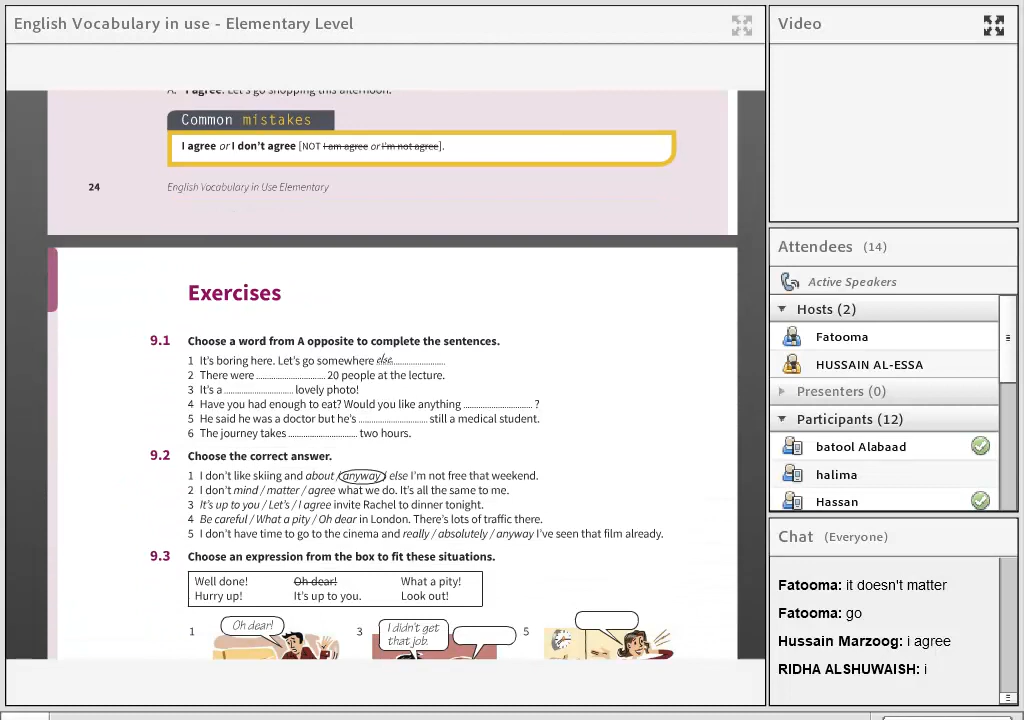 English Vocabulary in use - Elementary Level
A: I agree. Let's go shopping this afternoon.
Common mistakes
I agree or I don't agree [NOT I am agree or I'm not agree].
24 English Vocabulary in Use Elementary
Exercises
9.1 Choose a word from A opposite to complete the sentences.
1 It's boring here. Let's go somewhere else
2 There were .............................. 20 people at the lecture.
3 It's a .............................. lovely photo!
4 Have you had enough to eat? Would you like anything .............................. ?
5 He said he was a doctor but he's .............................. still a medical student.
6 The journey takes .............................. two hours.
9.2 Choose the correct answer.
1 I don't like skiing and about / anyway / else I'm not free that weekend.
2 I don't mind / matter / agree what we do. It's all the same to me.
3 It's up to you / Let's / I agree invite Rachel to dinner tonight.
4 Be careful / What a pity / Oh dear in London. There's lots of traffic there.
5 I don't have time to go to the cinema and really / absolutely / anyway I've seen that film already.
9.3 Choose an expression from the box to fit these situations.
Well done! Oh dear! What a pity!
Hurry up! It's up to you. Look out!
1 Oh dear!
3 I didn't get
that job.
5
Video
Attendees (14)
Active Speakers
Hosts (2)
Fatooma
HUSSAIN AL-ESSA
Presenters (0)
Participants (12)
batool Alabaad
halima
Hassan
Chat (Everyone)
Fatooma: it doesn't matter
Fatooma: go
Hussain Marzoog: i agree
RIDHA ALSHUWAISH: i